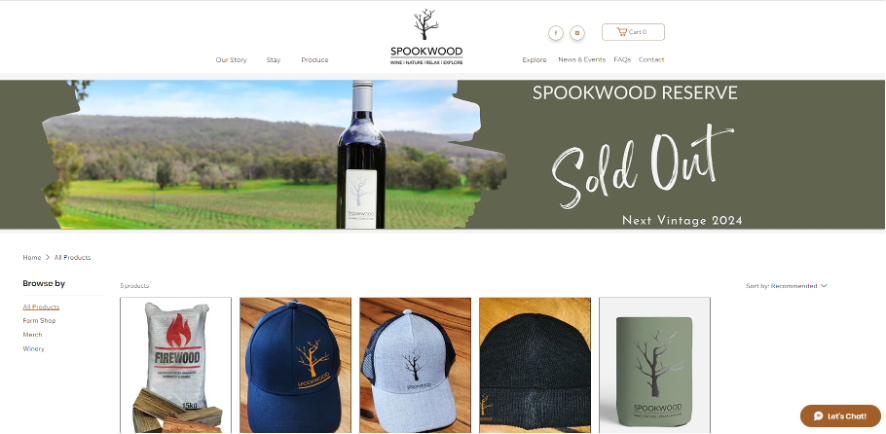 SPOOKWOOD
WINE | NATURE | RELAX | EXPLORE
Cart 0
Our Story
Stay
Produce
Explore
News & Events
FAQs
Contact
SPOOKWOOD RESERVE
Sold Out
Next Vintage 2024
SPOOKWOOD
Home > All Products
Browse by
5 products
Sort by: Recommended
All Products
Farm Shop
Merch
Winery
FIREWOOD
15kg
SPOOKWOOD
SPOOKWOOD
SPOOKWOOD
Let's Chat!